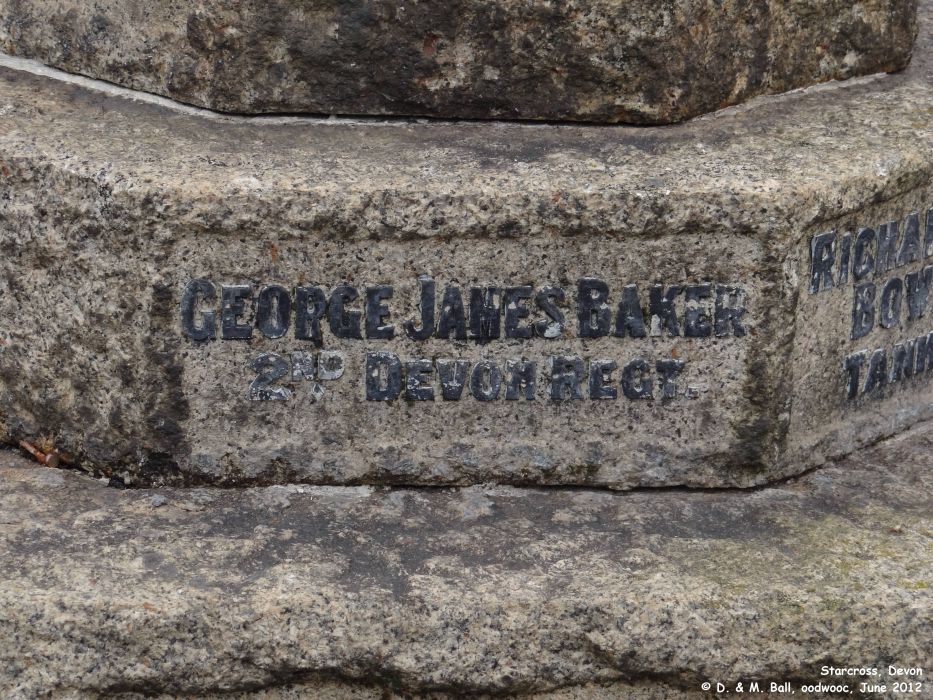 GEORGE JAMES BAKER
2ND DEVON REGT.
Starcross, Devon
© D. & M. Ball, oodwooc, June 2012